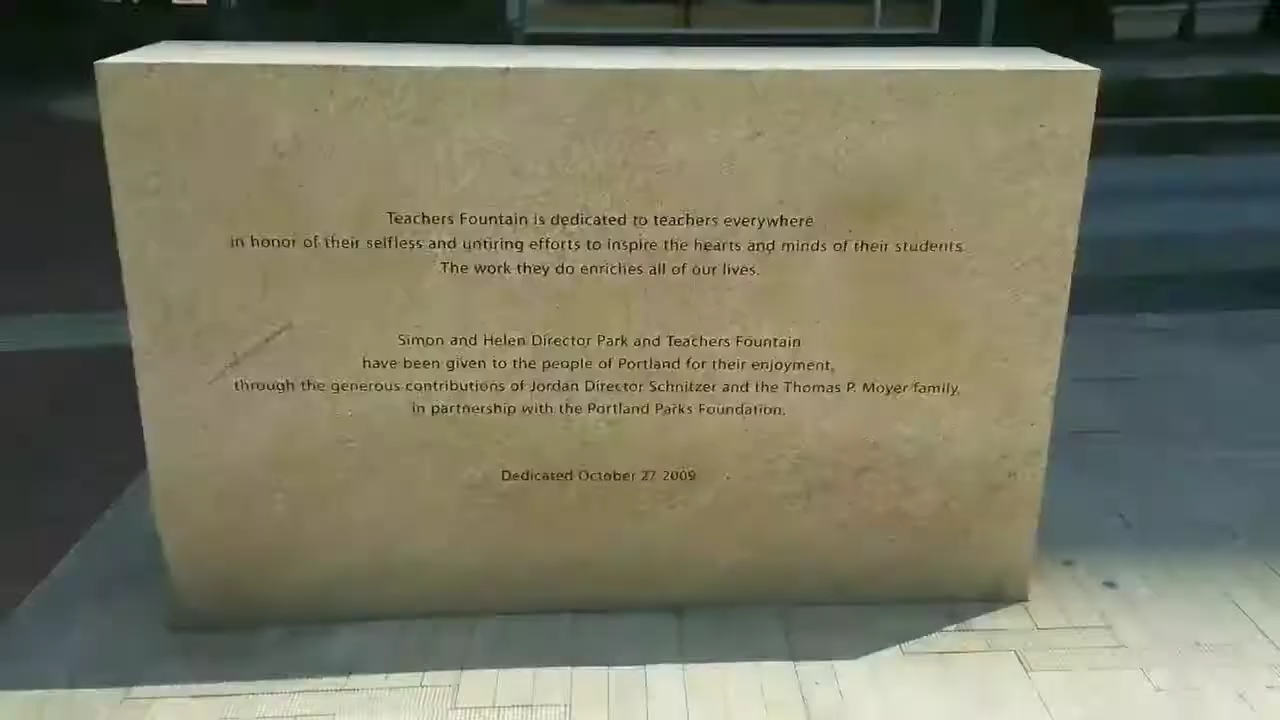 Teachers Fountain is dedicated to teachers everywhere
in honor of their selfless and untiring efforts to inspire the hearts and minds of their students.
The work they do enriches all of our lives.
Simon and Helen Director Park and Teachers Fountain
have been given to the people of Portland for their enjoyment,
through the generous contributions of Jordan Director Schnitzer and the Thomas P. Moyer family,
in partnership with the Portland Parks Foundation.
Dedicated October 27 2009